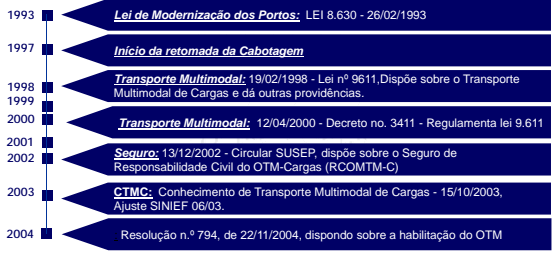 1993
Lei de Modernização dos Portos: LEI 8.630 - 26/02/1993
1997
Início da retomada da Cabotagem
1998
Transporte Multimodal: 19/02/1998 - Lei nº 9611,Dispõe sobre o Transporte
Multimodal de Cargas e dá outras providências.
1999
2000
Transporte Multimodal: 12/04/2000 - Decreto no. 3411 - Regulamenta lei 9.611
2001
2002
Seguro: 13/12/2002 - Circular SUSEP, dispõe sobre o Seguro de
Responsabilidade Civil do OTM-Cargas (RCOMTM-C)
2003
CTMC: Conhecimento de Transporte Multimodal de Cargas - 15/10/2003,
Ajuste SINIEF 06/03.
2004
Resolução n.º 794, de 22/11/2004, dispondo sobre a habilitação do OTM